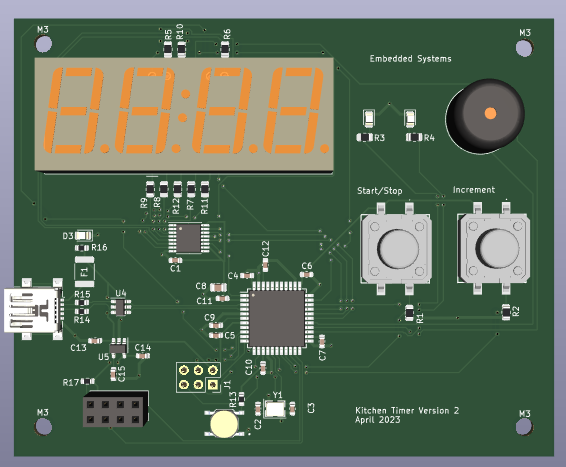 M3
R5
R10
R6
M3
Embedded Systems
R3
R4
R9
R8
R12
R7
R11
Start/Stop
Increment
D3
R16
C1
C12
C4
C6
F1
C8
C11
R15
R14
U4
C9
C5
R1
R2
C13
U5
C14
C7
C15
C10
R17
J1
R13
Y1
C2
C3
M3
Kitchen Timer Version 2
April 2023
M3